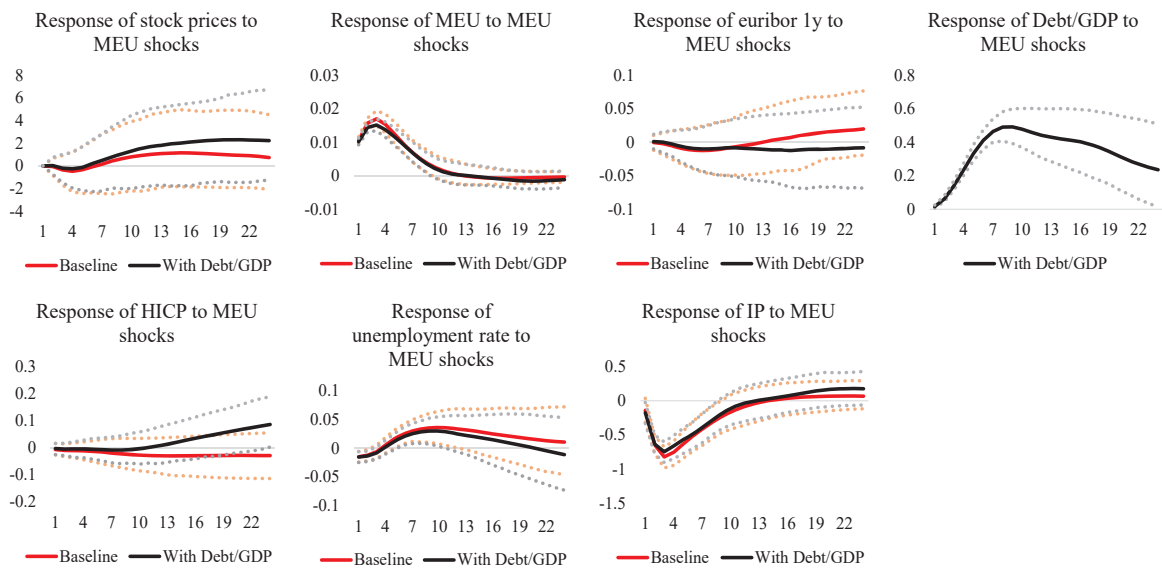 Response of stock prices to
MEU shocks
8
6
4
2
0
-2
-4
1 4 7 10 13 16 19 22
Baseline With Debt/GDP
Response of MEU to MEU
shocks
0.03
0.02
0.01
0
-0.01
1 4 7 10 13 16 19 22
Baseline With Debt/GDP
Response of euribor 1y to
MEU shocks
0.1
0.05
0
-0.05
-0.1
1 4 7 10 13 16 19 22
Baseline With Debt/GDP
Response of Debt/GDP to
MEU shocks
0.8
0.6
0.4
0.2
0
1 4 7 10 13 16 19 22
With Debt/GDP
Response of HICP to MEU
shocks
0.3
0.2
0.1
0
-0.1
-0.2
1 4 7 10 13 16 19 22
Baseline With Debt/GDP
Response of
unemployment rate to
MEU shocks
0.1
0.05
0
-0.05
-0.1
1 4 7 10 13 16 19 22
Baseline With Debt/GDP
Response of IP to MEU
shocks
0.5
0
-0.5
-1
-1.5
1 4 7 10 13 16 19 22
Baseline With Debt/GDP